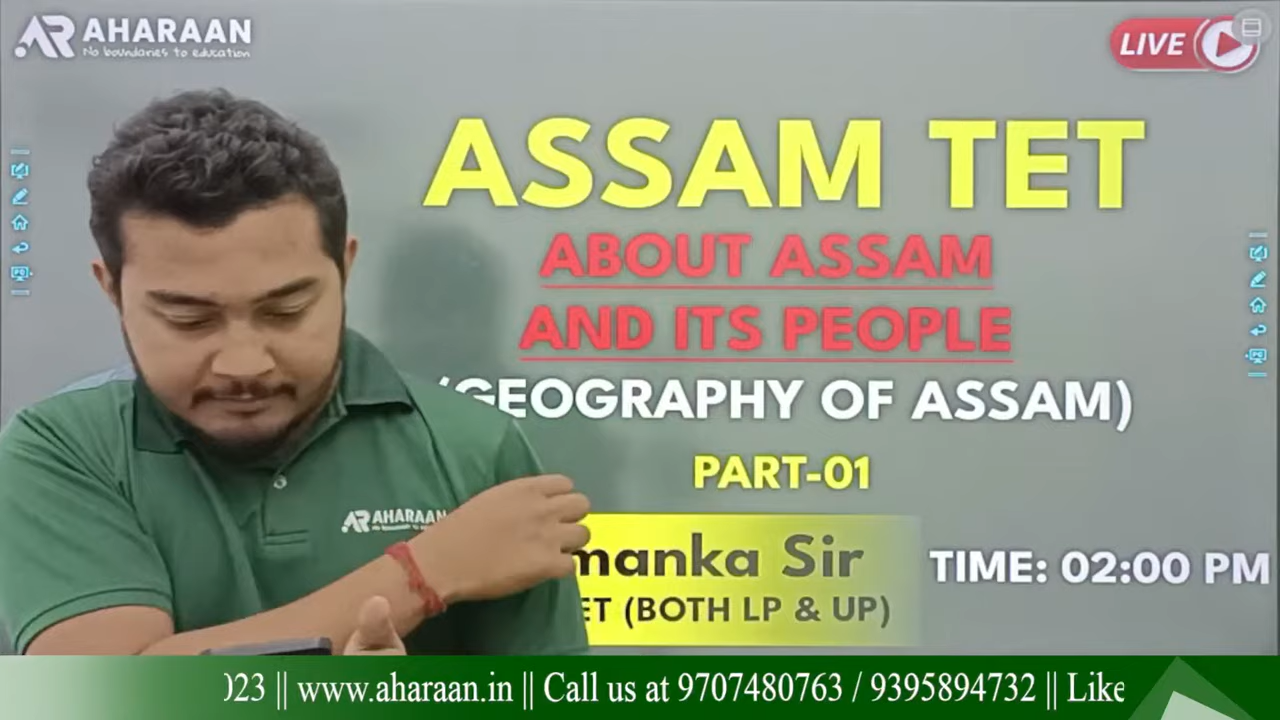 AHARAAN
No boundaries to education
LIVE
ASSAM TET
ABOUT ASSAM
AND ITS PEOPLE
(GEOGRAPHY OF ASSAM)
PART-01
AHARAAN
manka Sir
ET (BOTH LP & UP)
TIME: 02:00 PM
023 || www.aharaan.in || Call us at 9707480763 / 9395894732 || Like